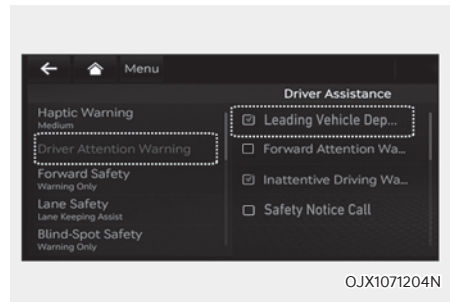 Menu
Driver Assistance
Haptic Warning
Medium
Driver Attention Warning
Forward Safety
Warning Only
Lane Safety
Lane Keeping Assist
Blind-Spot Safety
Warning Only
Leading Vehicle Dep...
Forward Attention Wa...
Inattentive Driving Wa...
Safety Notice Call
OJX1071204N